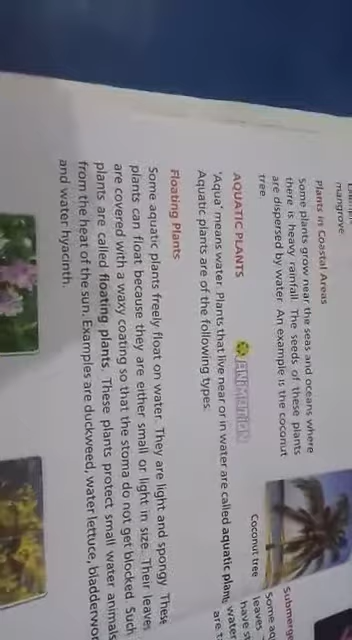 mangrove
Plants in Coastal Areas
Some plants grow near the seas and oceans where
there is heavy rainfall. The seeds of these plants
are dispersed by water. An example is the coconut
tree.
Coconut tree
AQUATIC PLANTS ANIMATION
'Aqua' means water. Plants that live near or in water are called aquatic plan
Aquatic plants are of the following types.
Floating Plants
Some aquatic plants freely float on water. They are light and spongy. These
plants can float because they are either small or light in size. Their leaves
are covered with a waxy coating so that the stoma do not get blocked. Such
plants are called floating plants. These plants protect small water animals
from the heat of the sun. Examples are duckweed, water lettuce, bladderwor
and water hyacinth.
Submerg
Some aq
leaves
have s
wate
are t